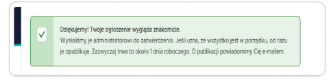 Dziękujemy! Twoje ogłoszenie wygląda znakomicie.
Wysłaliśmy je administratorowi do zatwierdzenia. Jeśli uzna, że wszystko jest w porządku, od razu
je opublikuje. Zazwyczaj trwa to około 1 dnia roboczego. O publikacji powiadomimy Cię e-mailem.